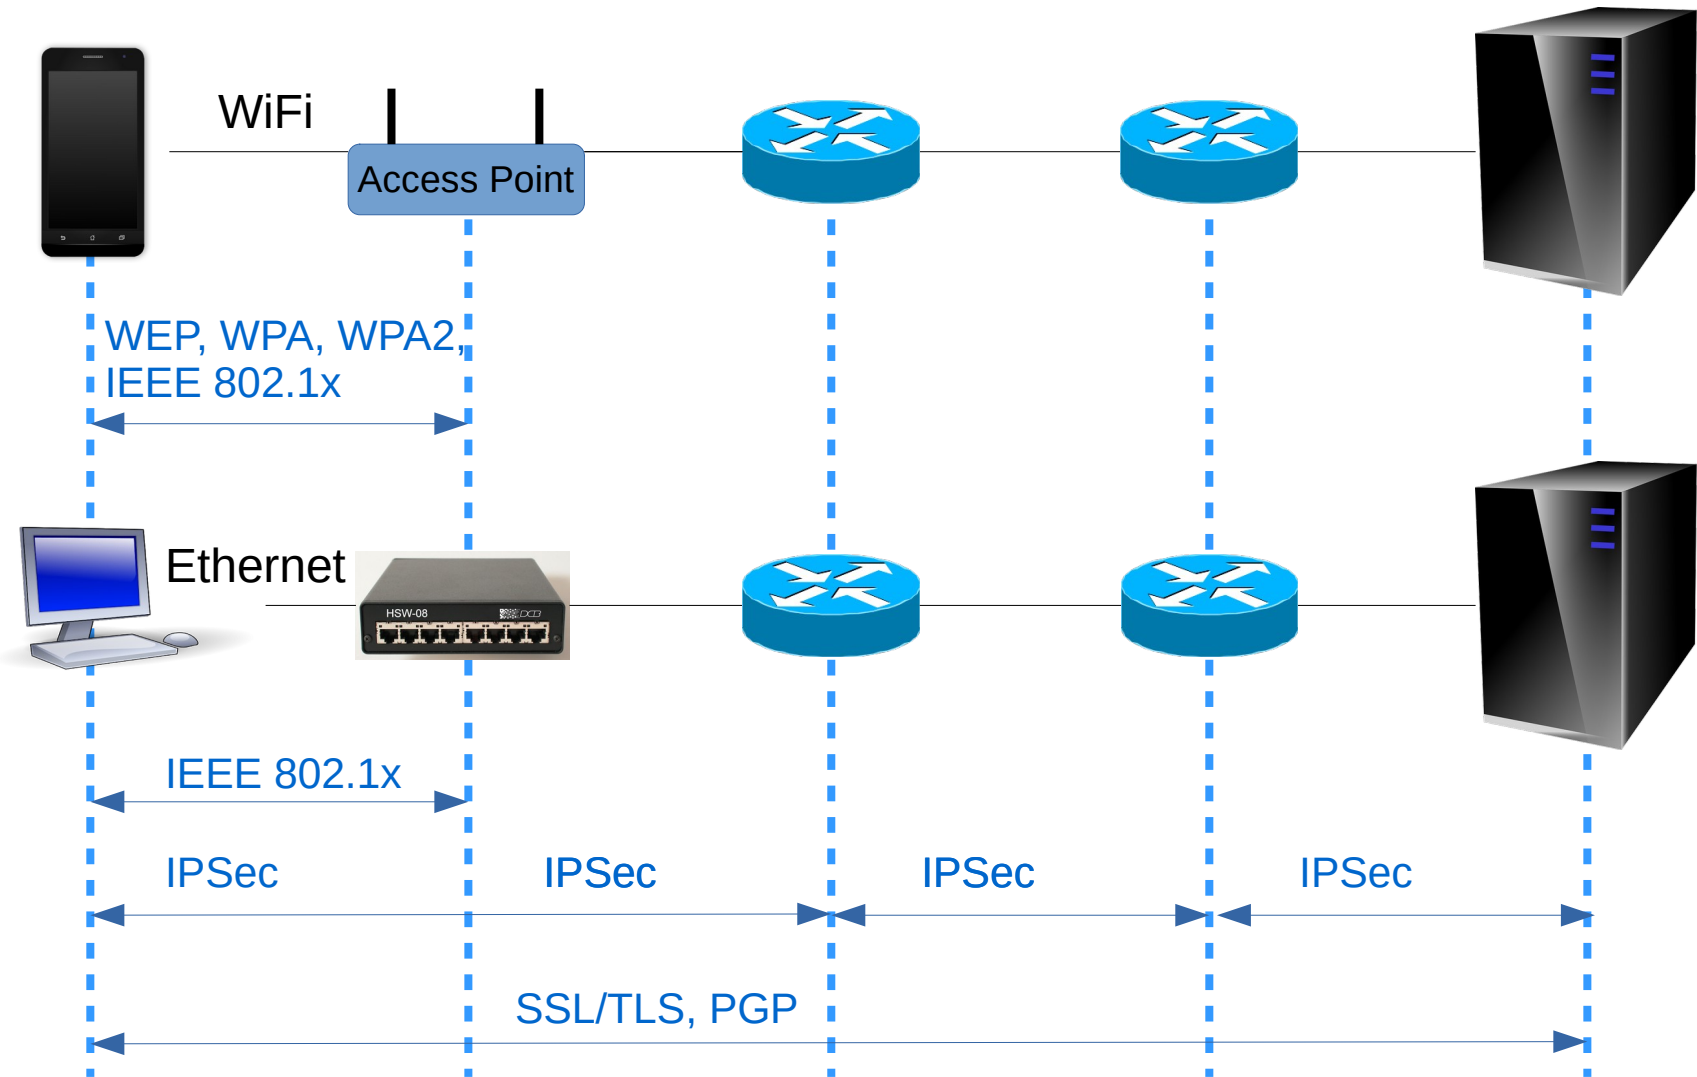 WiFi
Access Point
WEP, WPA, WPA2,
IEEE 802.1x
Ethernet
HSW-08
DCB
IEEE 802.1x
IPSec
IPSec
IPSec
IPSec
SSL/TLS, PGP